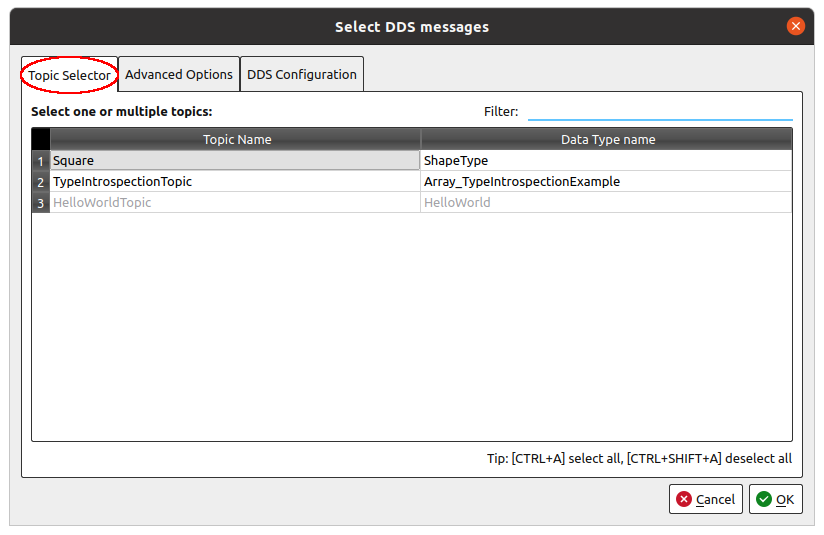 Select DDS messages
Topic Selector Advanced Options DDS Configuration
Select one or multiple topics: Filter:
Topic Name Data Type name
1 Square ShapeType
2 TypeIntrospectionTopic Array_TypeIntrospectionExample
3 HelloWorldTopic HelloWorld
Tip: [CTRL+A] select all, [CTRL+SHIFT+A] deselect all
Cancel OK